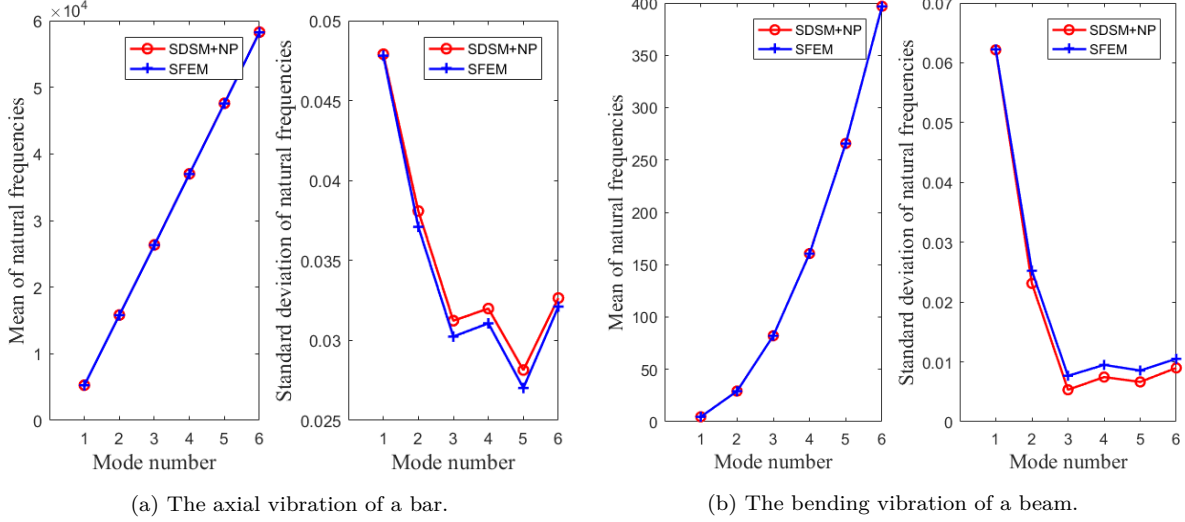 ×10⁴
6
5
4
3
2
1
0
Mean of natural frequencies
1 2 3 4 5 6
Mode number
SDSM+NP
SFEM
0.05
0.045
0.04
0.035
0.03
0.025
Standard deviation of natural frequencies
1 2 3 4 5 6
Mode number
SDSM+NP
SFEM
(a) The axial vibration of a bar.
400
350
300
250
200
150
100
50
0
Mean of natural frequencies
1 2 3 4 5 6
Mode number
SDSM+NP
SFEM
0.07
0.06
0.05
0.04
0.03
0.02
0.01
0
Standard deviation of natural frequencies
1 2 3 4 5 6
Mode number
SDSM+NP
SFEM
(b) The bending vibration of a beam.